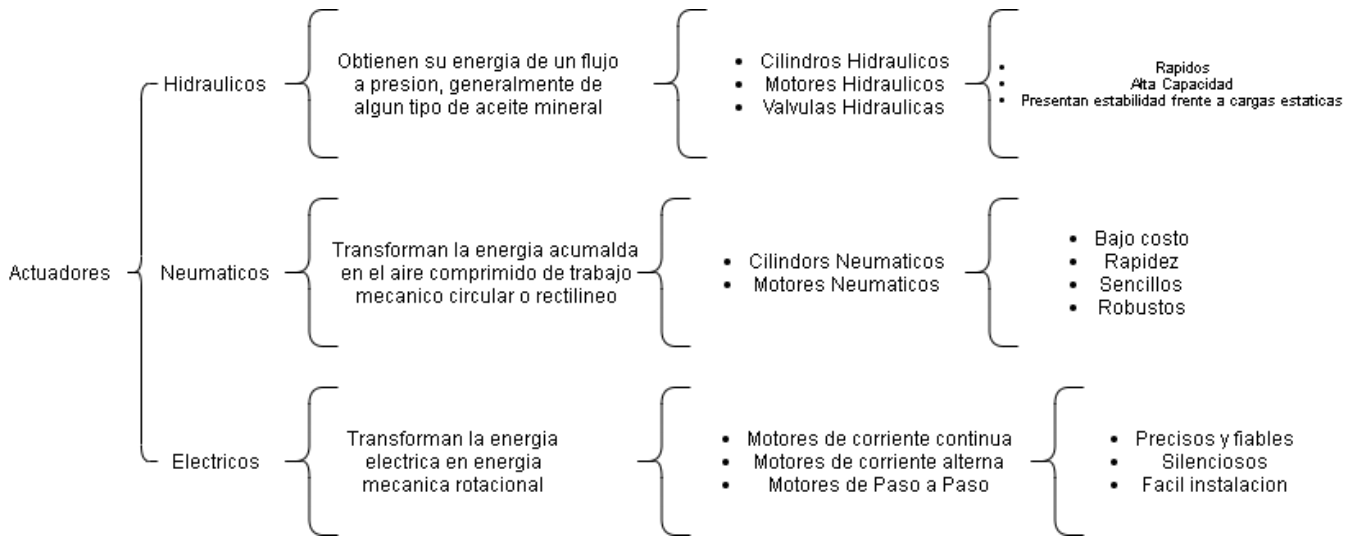 Actuadores
Hidraulicos
Obtienen su energia de un flujo
a presion, generalmente de
algun tipo de aceite mineral
• Cilindros Hidraulicos
• Motores Hidraulicos
• Valvulas Hidraulicas
• Rapidos
• Alta Capacidad
• Presentan estabilidad frente a cargas estaticas
Neumaticos
Transforman la energia acumalda
en el aire comprimido de trabajo
mecanico circular o rectilineo
• Cilindors Neumaticos
• Motores Neumaticos
• Bajo costo
• Rapidez
• Sencillos
• Robustos
Electricos
Transforman la energia
electrica en energia
mecanica rotacional
• Motores de corriente continua
• Motores de corriente alterna
• Motores de Paso a Paso
• Precisos y fiables
• Silenciosos
• Facil instalacion